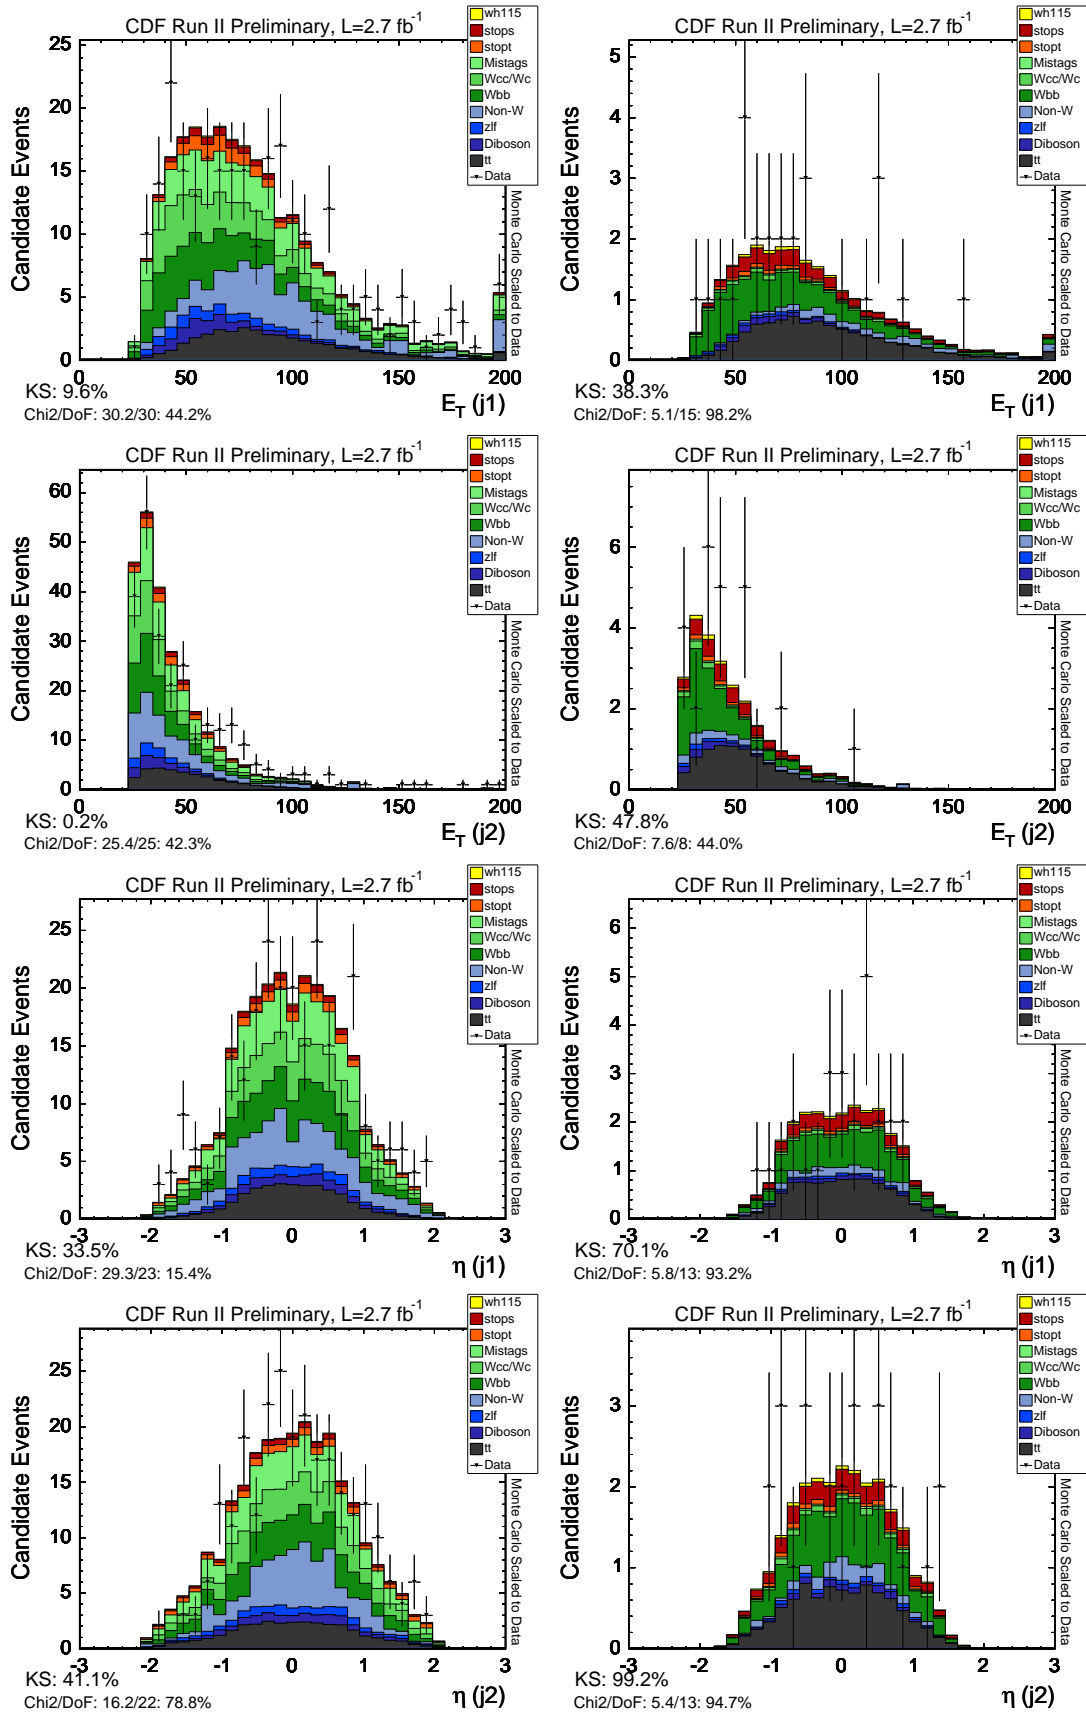 CDF Run II Preliminary, L=2.7 fb-1
wh115
stops
stopt
Mistags
Wcc/Wc
Wbb
Non-W
zlf
Diboson
tt
Data
Candidate Events
Monte Carlo Scaled to Data
25
20
15
10
5
0
0 50 100 150 200
KS: 9.6%
Chi2/DoF: 30.2/30: 44.2%
E_T (j1)
CDF Run II Preliminary, L=2.7 fb-1
wh115
stops
stopt
Mistags
Wcc/Wc
Wbb
Non-W
zlf
Diboson
tt
Data
Candidate Events
Monte Carlo Scaled to Data
5
4
3
2
1
0
0 50 100 150 200
KS: 38.3%
Chi2/DoF: 5.1/15: 98.2%
E_T (j1)
CDF Run II Preliminary, L=2.7 fb-1
wh115
stops
stopt
Mistags
Wcc/Wc
Wbb
Non-W
zlf
Diboson
tt
Data
Candidate Events
Monte Carlo Scaled to Data
60
50
40
30
20
10
0
0 50 100 150 200
KS: 0.2%
Chi2/DoF: 25.4/25: 42.3%
E_T (j2)
CDF Run II Preliminary, L=2.7 fb-1
wh115
stops
stopt
Mistags
Wcc/Wc
Wbb
Non-W
zlf
Diboson
tt
Data
Candidate Events
Monte Carlo Scaled to Data
6
4
2
0
0 50 100 150 200
KS: 47.8%
Chi2/DoF: 7.6/8: 44.0%
E_T (j2)
CDF Run II Preliminary, L=2.7 fb-1
wh115
stops
stopt
Mistags
Wcc/Wc
Wbb
Non-W
zlf
Diboson
tt
Data
Candidate Events
Monte Carlo Scaled to Data
25
20
15
10
5
0
-3 -2 -1 0 1 2 3
KS: 33.5%
Chi2/DoF: 29.3/23: 15.4%
η (j1)
CDF Run II Preliminary, L=2.7 fb-1
wh115
stops
stopt
Mistags
Wcc/Wc
Wbb
Non-W
zlf
Diboson
tt
Data
Candidate Events
Monte Carlo Scaled to Data
6
5
4
3
2
1
0
-3 -2 -1 0 1 2 3
KS: 70.1%
Chi2/DoF: 5.8/13: 93.2%
η (j1)
CDF Run II Preliminary, L=2.7 fb-1
wh115
stops
stopt
Mistags
Wcc/Wc
Wbb
Non-W
zlf
Diboson
tt
Data
Candidate Events
Monte Carlo Scaled to Data
25
20
15
10
5
0
-3 -2 -1 0 1 2 3
KS: 41.1%
Chi2/DoF: 16.2/22: 78.8%
η (j2)
CDF Run II Preliminary, L=2.7 fb-1
wh115
stops
stopt
Mistags
Wcc/Wc
Wbb
Non-W
zlf
Diboson
tt
Data
Candidate Events
Monte Carlo Scaled to Data
3
2
1
0
-3 -2 -1 0 1 2 3
KS: 99.2%
Chi2/DoF: 5.4/13: 94.7%
η (j2)